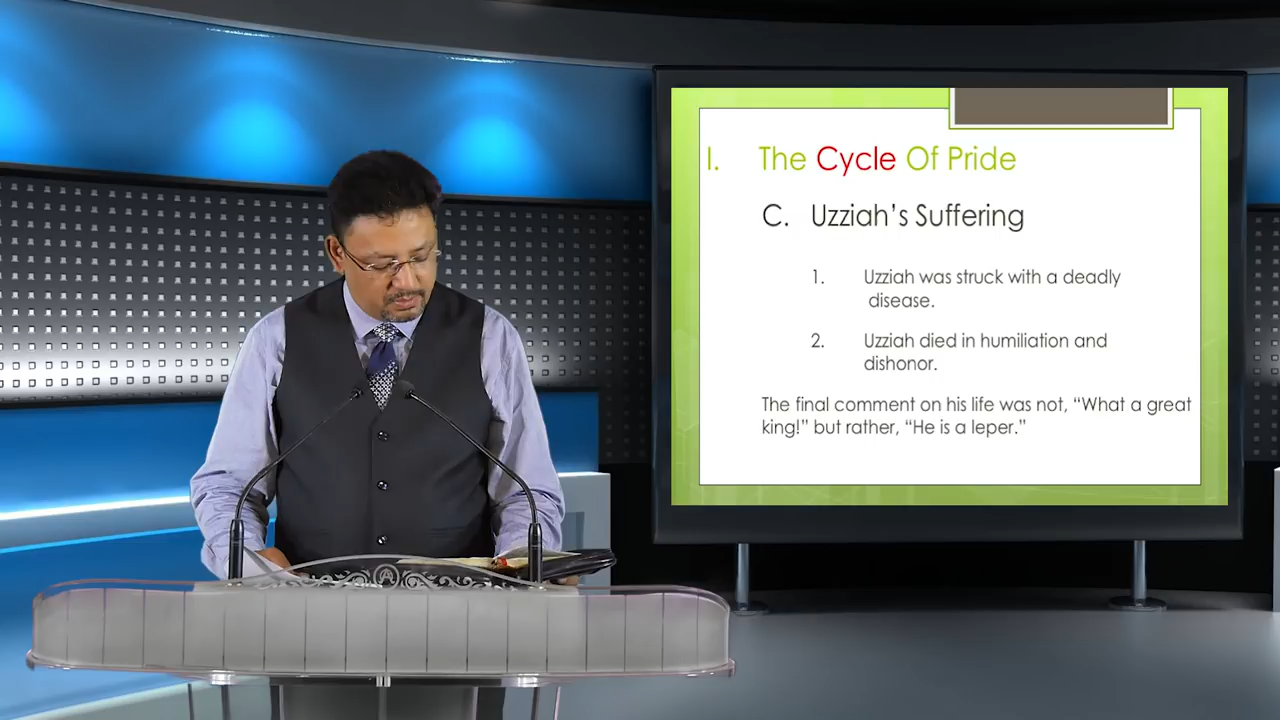 I. The Cycle Of Pride
C. Uzziah’s Suffering
1. Uzziah was struck with a deadly
disease.
2. Uzziah died in humiliation and
dishonor.
The final comment on his life was not, “What a great
king!” but rather, “He is a leper.”